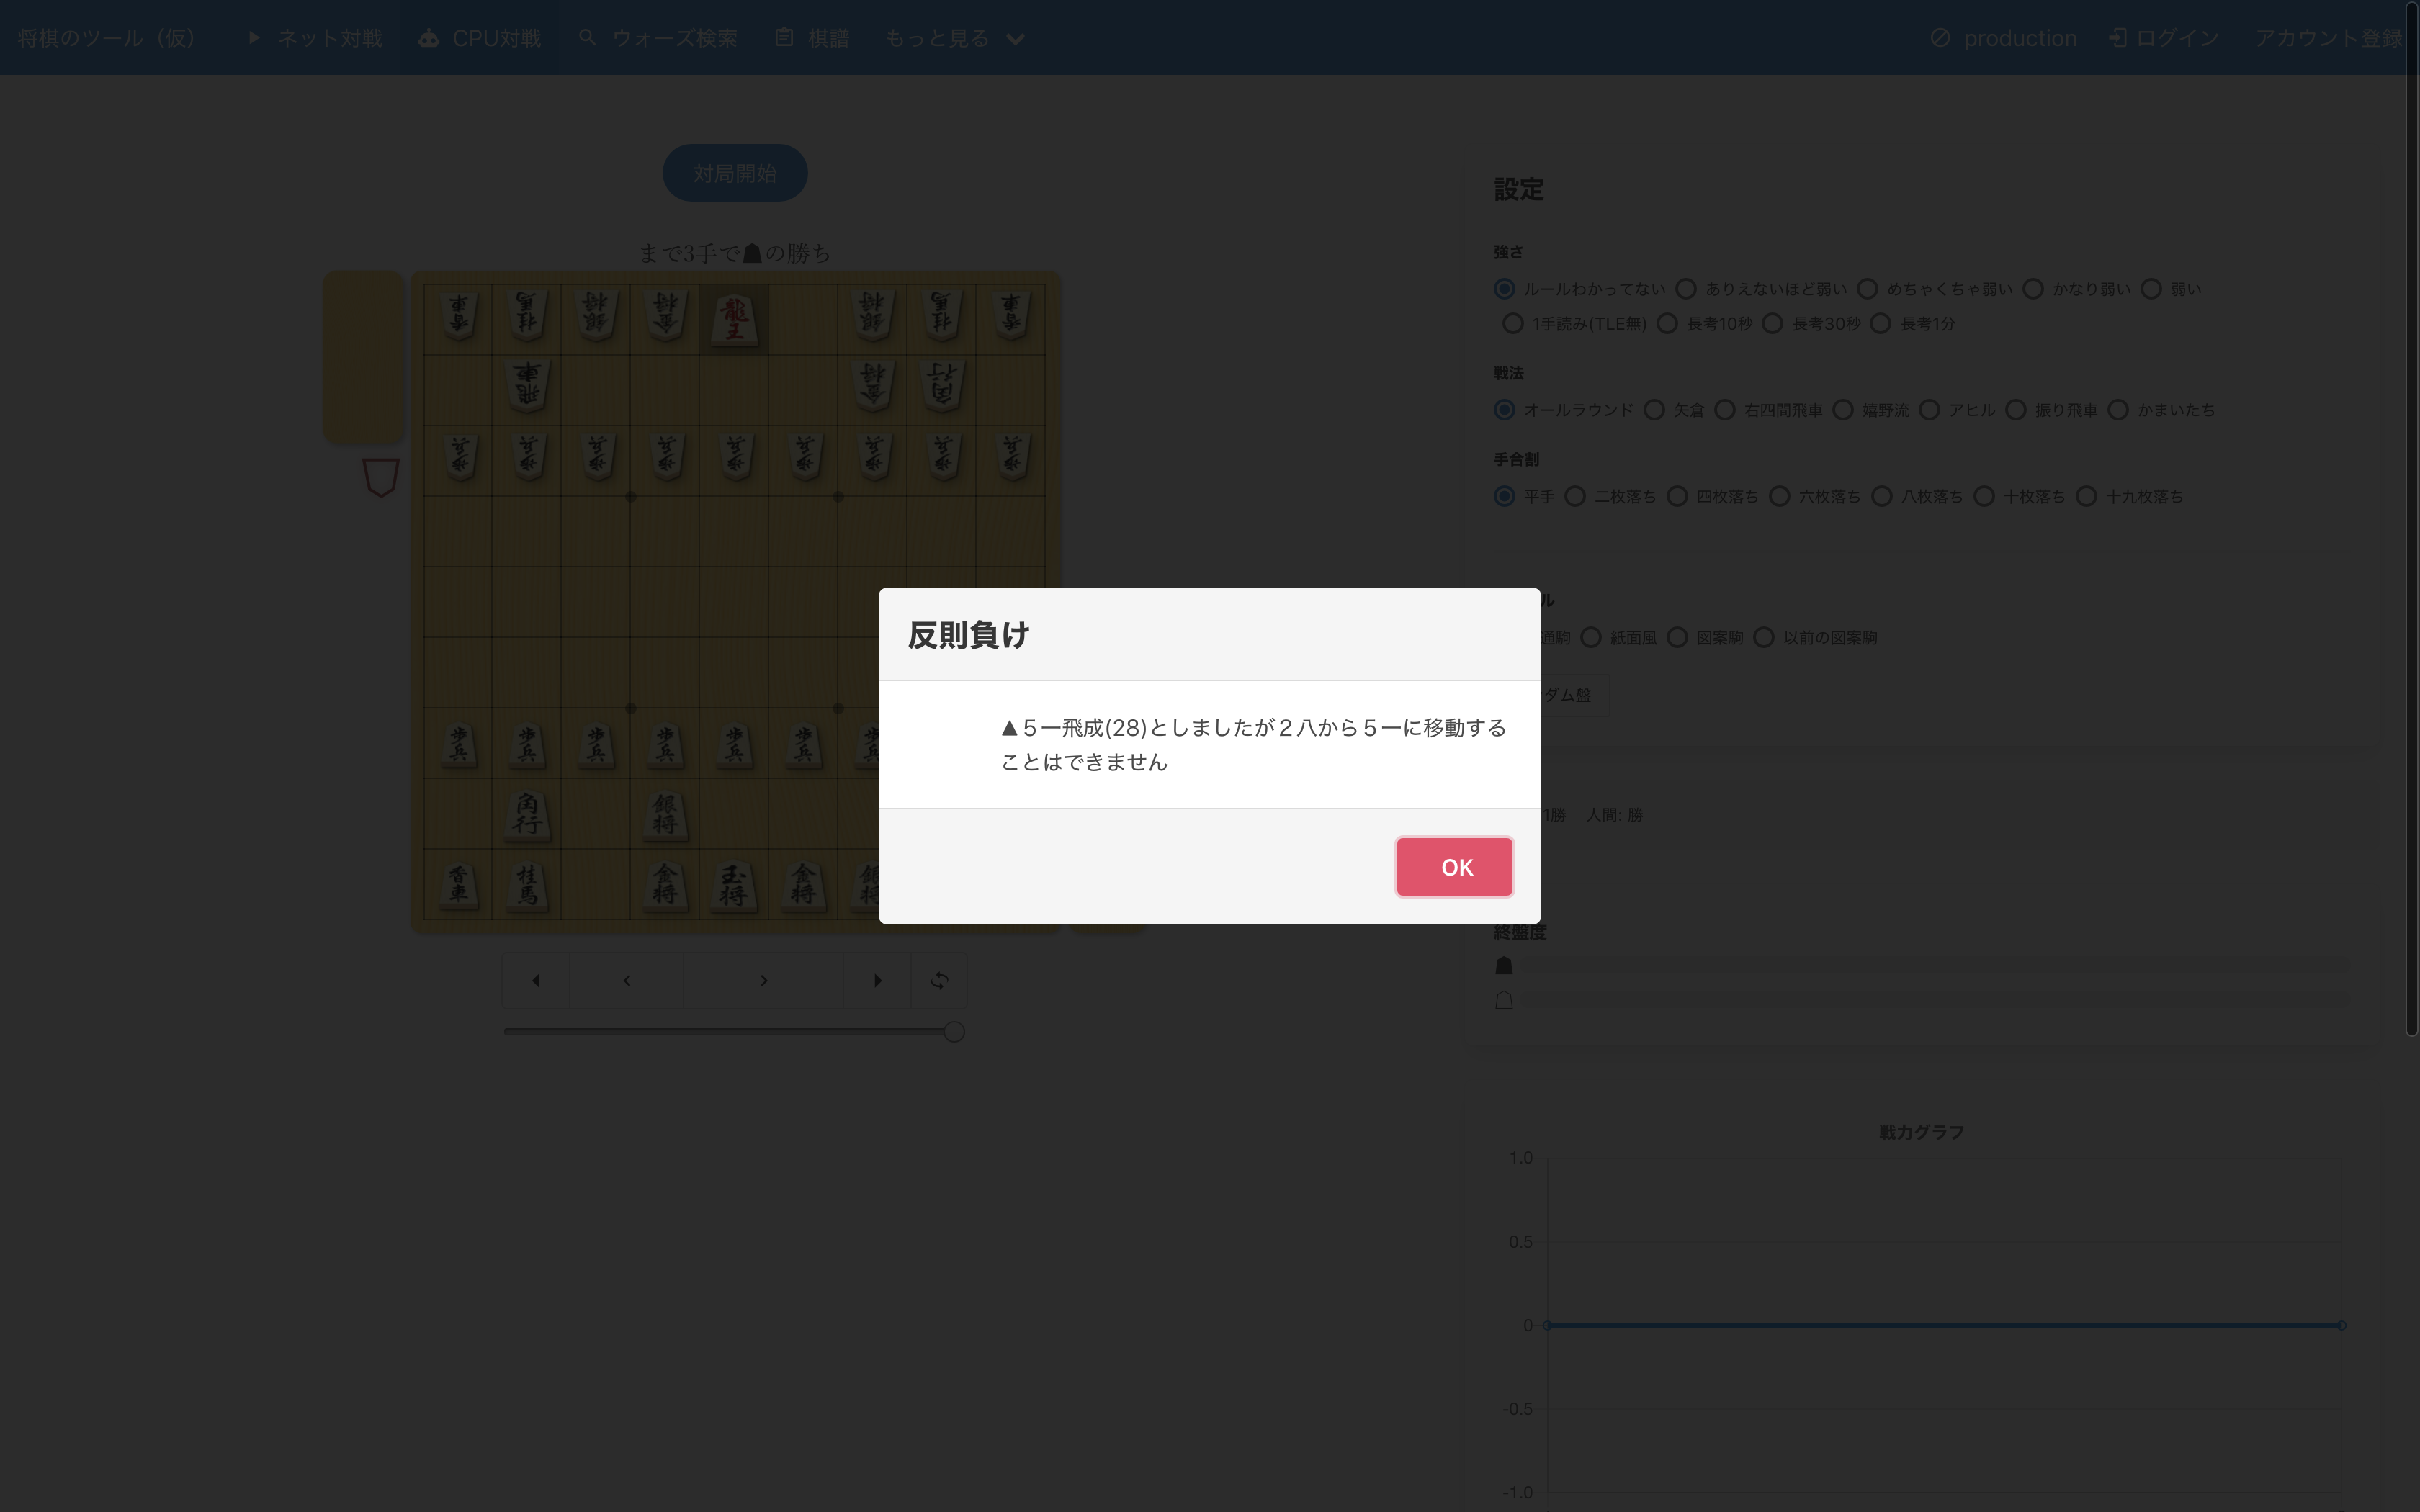 将棋のツール（仮） ネット対戦 CPU対戦 ウォーズ検索 棋譜 もっと見る production ログイン アカウント登録
対局開始
まで3手で☗の勝ち
香車 桂馬 銀将 金将 龍王 銀将 桂馬 香車
飛車 金将 角行
歩兵 歩兵 歩兵 歩兵 歩兵 歩兵 歩兵 歩兵 歩兵
歩兵 歩兵 歩兵 歩兵 歩兵 歩兵
角行 銀将
香車 桂馬 金将 玉将 金将
設定
強さ
ルールわかってない ありえないほど弱い めちゃくちゃ弱い かなり弱い 弱い
1手読み(TLE無) 長考10秒 長考30秒 長考1分
戦法
オールラウンド 矢倉 右四間飛車 嬉野流 アヒル 振り飛車 かまいたち
手合割
平手 二枚落ち 四枚落ち 六枚落ち 八枚落ち 十枚落ち 十九枚落ち
ル
通駒 紙面風 図案駒 以前の図案駒
ダム盤
反則負け
▲５一飛成(28)としましたが２八から５一に移動する
ことはできません
OK
1勝 人間: 勝
終盤度
戦力グラフ
1.0
0.5
0
-0.5
-1.0